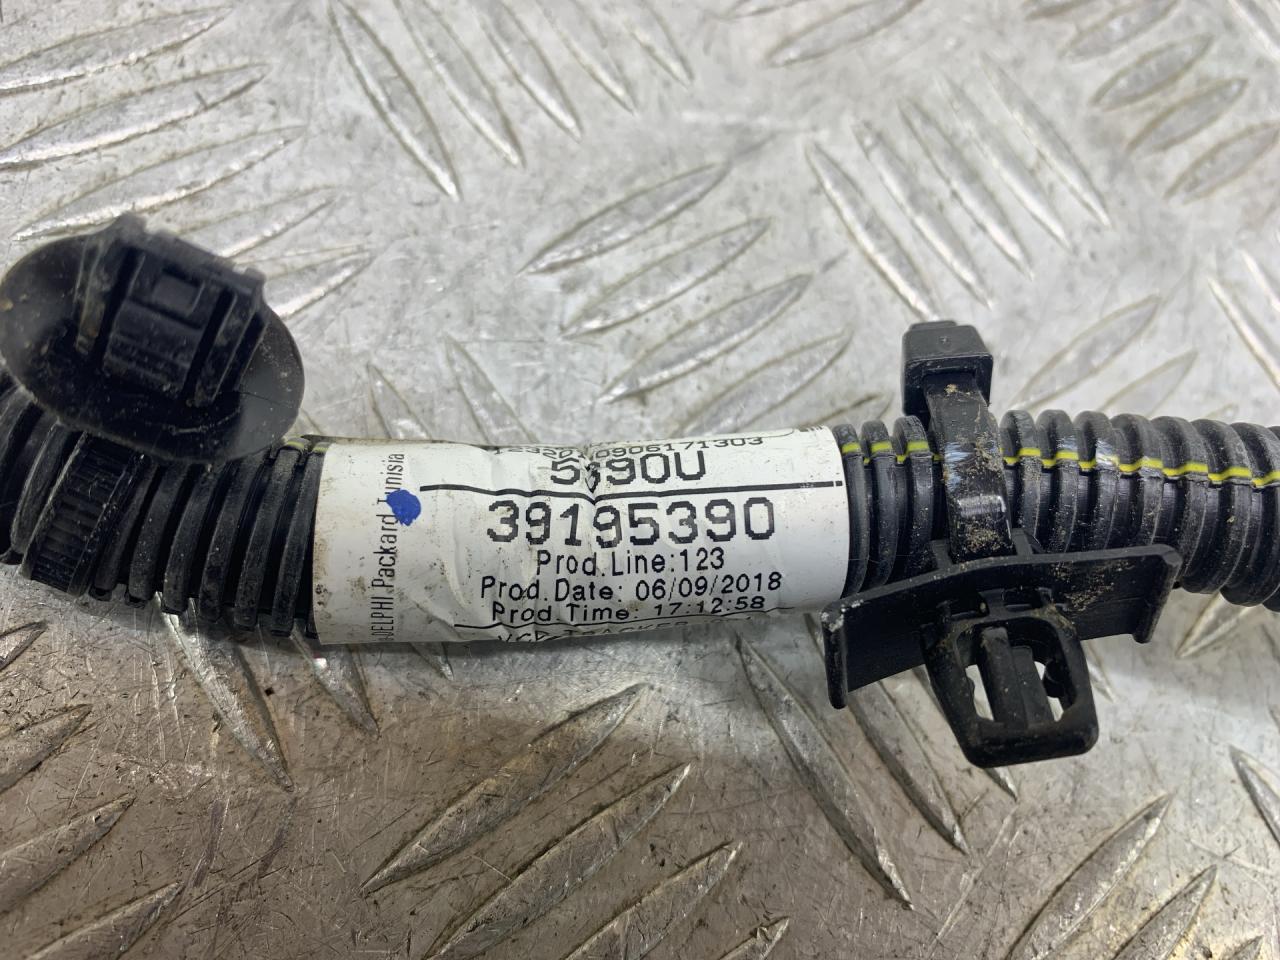 5390U
39195390
Prod.Line:123
Prod.Date: 06/09/2018
Prod.Time: 17:12:58
DELPHI Packard Tunisia